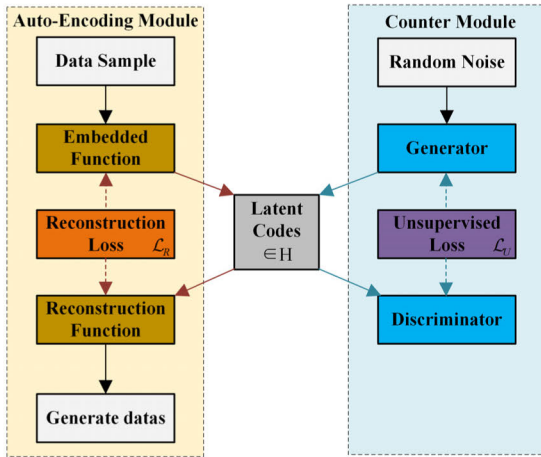 Auto-Encoding Module
Data Sample
Embedded
Function
Reconstruction
Loss ℒR
Reconstruction
Function
Generate datas
Latent
Codes
∈H
Counter Module
Random Noise
Generator
Unsupervised
Loss ℒU
Discriminator